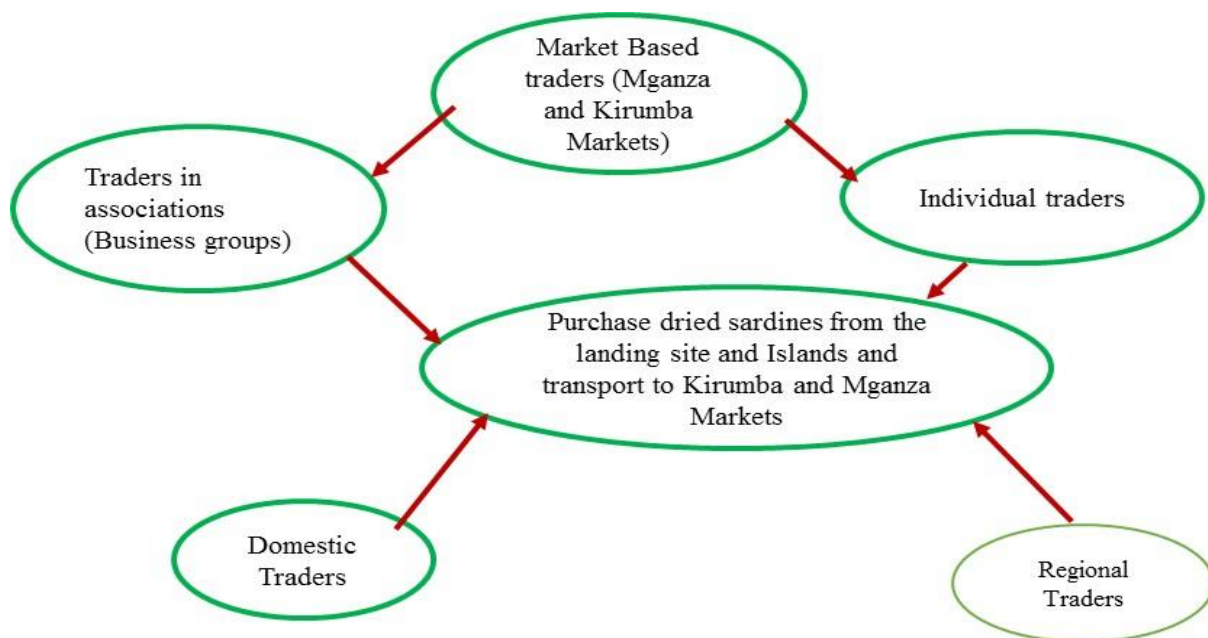 Market Based
traders (Mganza
and Kirumba
Markets)
Traders in
associations
(Business groups)
Individual traders
Purchase dried sardines from the
landing site and Islands and
transport to Kirumba and Mganza
Markets
Domestic
Traders
Regional
Traders